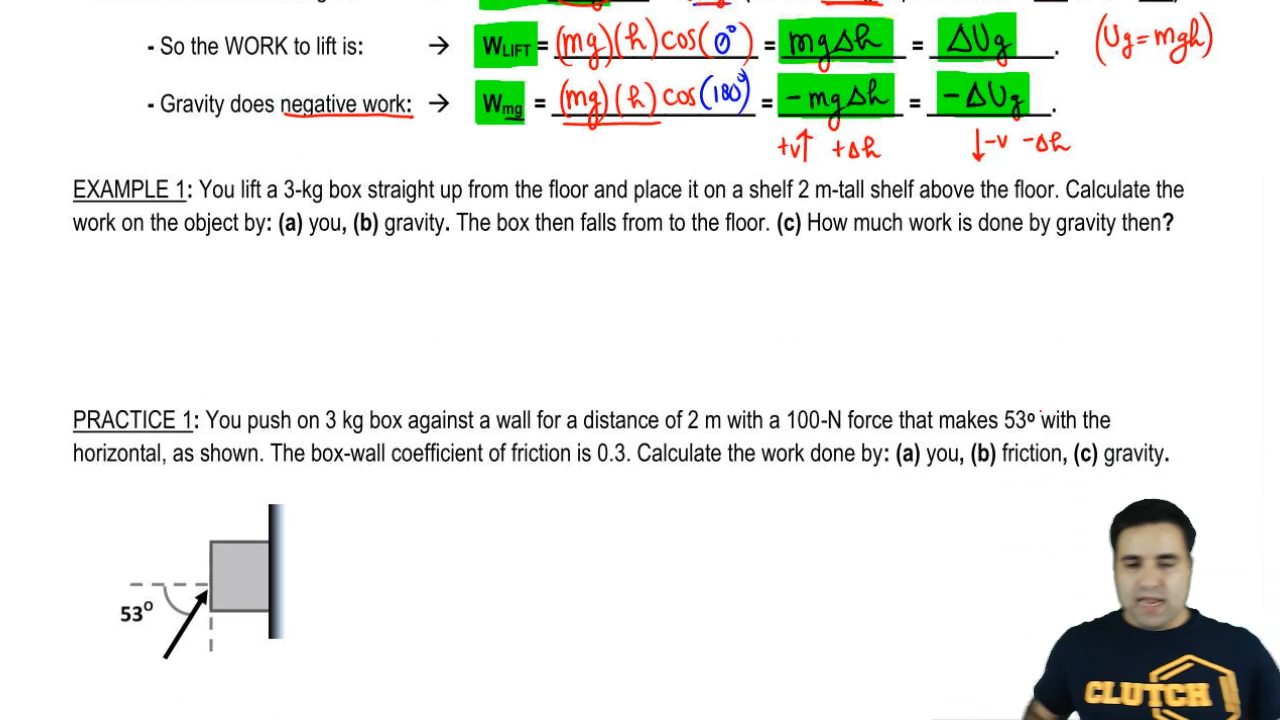 - So the WORK to lift is: → WLIFT = (mg)(h) cos(0°) = mgΔh = ΔUg. (Ug=mgh)
- Gravity does negative work: → Wmg = (mg)(h) cos(180°) = -mgΔh = -ΔUg.
+v↑ +Δh ↓-v -Δh
EXAMPLE 1: You lift a 3-kg box straight up from the floor and place it on a shelf 2 m-tall shelf above the floor. Calculate the
work on the object by: (a) you, (b) gravity. The box then falls from to the floor. (c) How much work is done by gravity then?
PRACTICE 1: You push on 3 kg box against a wall for a distance of 2 m with a 100-N force that makes 53º with the
horizontal, as shown. The box-wall coefficient of friction is 0.3. Calculate the work done by: (a) you, (b) friction, (c) gravity.
53º
CLUTCH